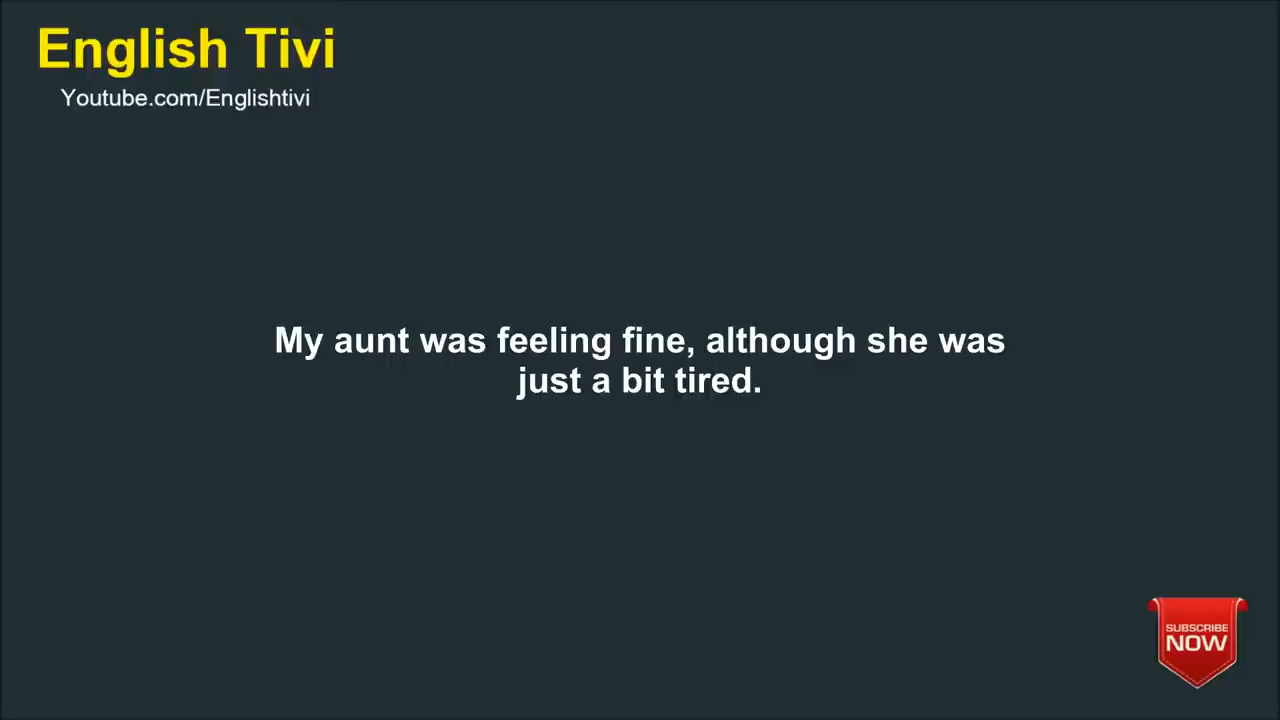 English Tivi
Youtube.com/Englishtivi
My aunt was feeling fine, although she was
just a bit tired.
SUBSCRIBE
NOW